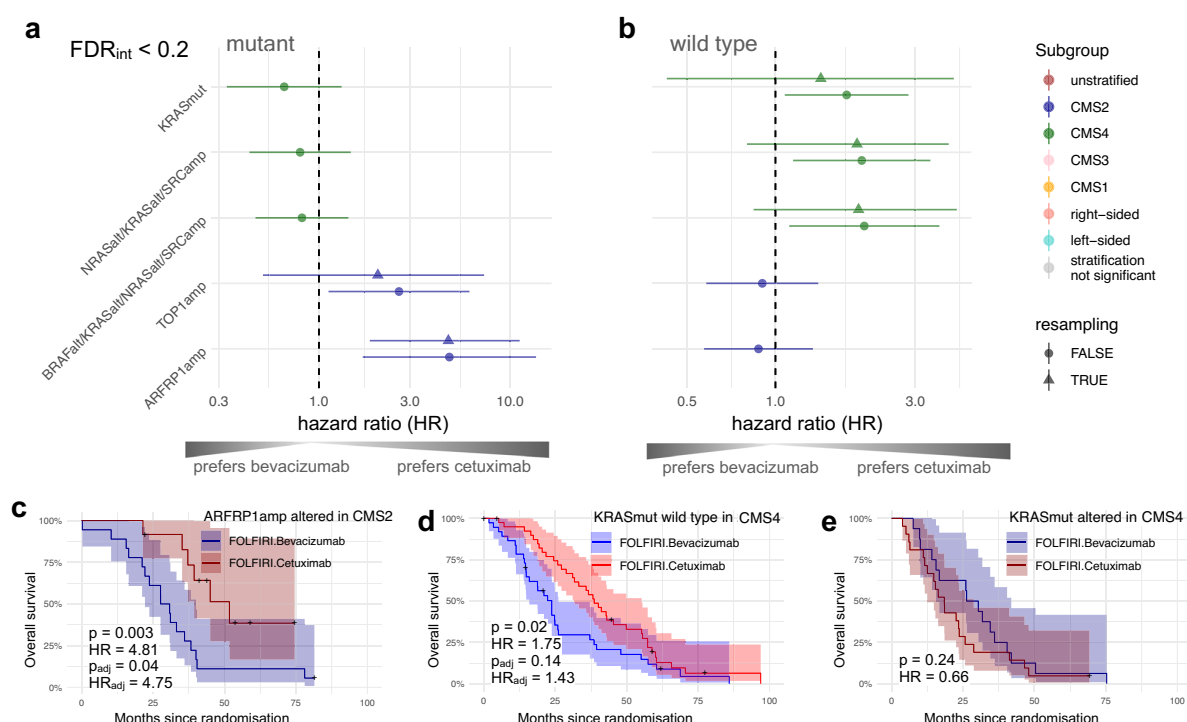 a
FDRint < 0.2
mutant
KRASmut
NRASalt/KRASalt/SRCamp
BRAFalt/KRASalt/NRASalt/SRCamp
TOP1amp
ARFRP1amp
0.3 1.0 3.0 10.0
hazard ratio (HR)
prefers bevacizumab prefers cetuximab
b
wild type
0.5 1.0 3.0
hazard ratio (HR)
prefers bevacizumab prefers cetuximab
Subgroup
unstratified
CMS2
CMS4
CMS3
CMS1
right−sided
left−sided
stratification
not significant
resampling
FALSE
TRUE
c
ARFRP1amp altered in CMS2
FOLFIRI.Bevacizumab
FOLFIRI.Cetuximab
Overall survival
100%
75%
50%
25%
0%
p = 0.003
HR = 4.81
padj = 0.04
HRadj = 4.75
0 25 50 75 100
Months since randomisation
d
KRASmut wild type in CMS4
FOLFIRI.Bevacizumab
FOLFIRI.Cetuximab
Overall survival
100%
75%
50%
25%
0%
p = 0.02
HR = 1.75
padj = 0.14
HRadj = 1.43
0 25 50 75 100
Months since randomisation
e
KRASmut altered in CMS4
FOLFIRI.Bevacizumab
FOLFIRI.Cetuximab
Overall survival
100%
75%
50%
25%
0%
p = 0.24
HR = 0.66
0 25 50 75 100
Months since randomisation